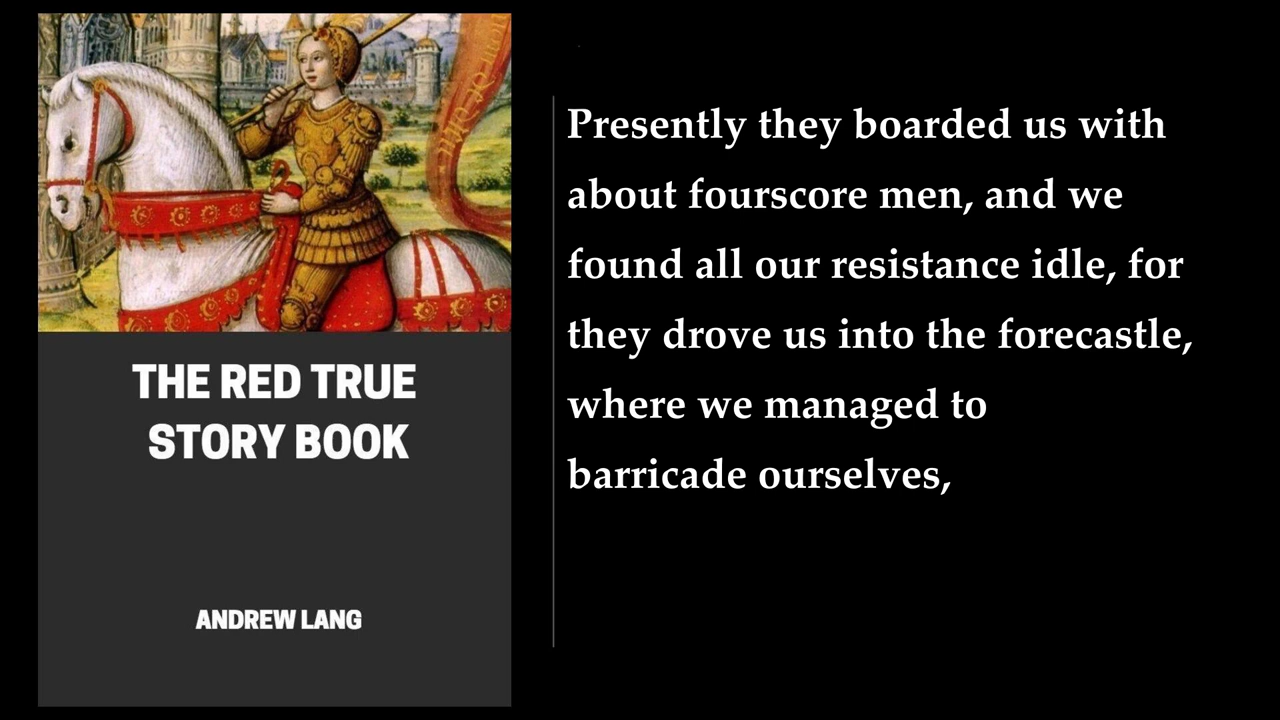 THE RED TRUE
STORY BOOK
ANDREW LANG
Presently they boarded us with
about fourscore men, and we
found all our resistance idle, for
they drove us into the forecastle,
where we managed to
barricade ourselves,